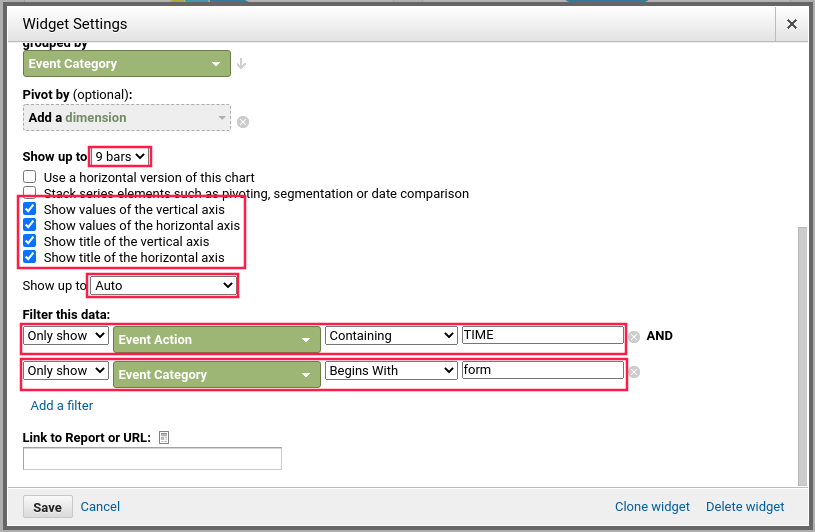 Widget Settings
grouped by
Event Category
Pivot by (optional):
Add a dimension
Show up to 9 bars
Use a horizontal version of this chart
Stack series elements such as pivoting, segmentation or date comparison
Show values of the vertical axis
Show values of the horizontal axis
Show title of the vertical axis
Show title of the horizontal axis
Show up to Auto
Filter this data:
Only show Event Action Containing TIME AND
Only show Event Category Begins With form
Add a filter
Link to Report or URL:
Save Cancel Clone widget Delete widget